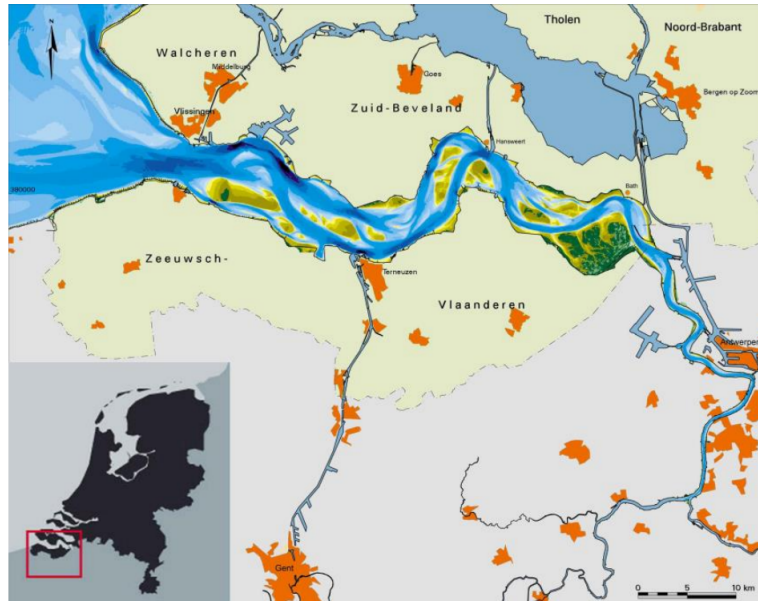 Tholen
Noord-Brabant
N
Walcheren
Middelburg
Goes
Bergen op Zoom
Vlissingen
Zuid-Beveland
Hansweert
Bath
Zeeuwsch-
Terneuzen
Vlaanderen
Antwerpen
Gent
0 5 10 km